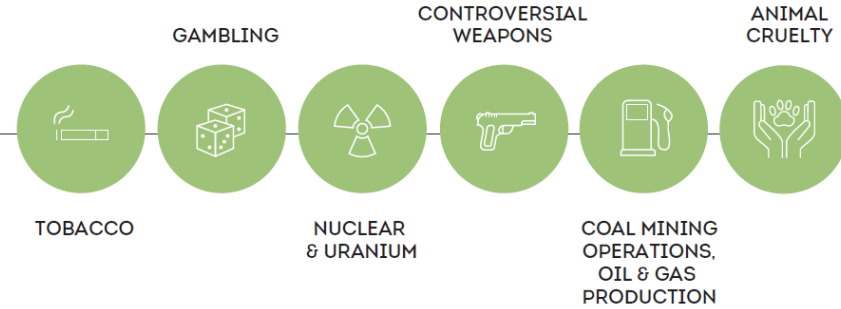 TOBACCO
GAMBLING
NUCLEAR
& URANIUM
CONTROVERSIAL
WEAPONS
COAL MINING
OPERATIONS,
OIL & GAS
PRODUCTION
ANIMAL
CRUELTY